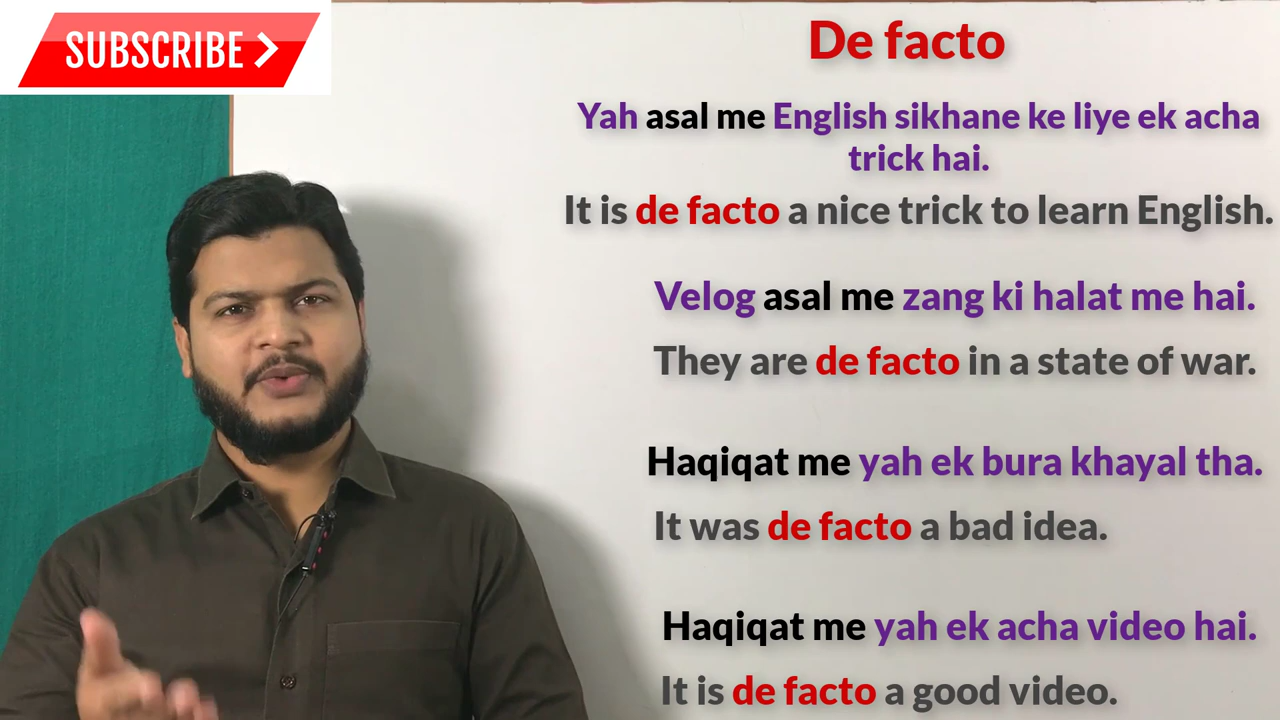 SUBSCRIBE
De facto
Yah asal me English sikhane ke liye ek acha
trick hai.
It is de facto a nice trick to learn English.
Velog asal me zang ki halat me hai.
They are de facto in a state of war.
Haqiqat me yah ek bura khayal tha.
It was de facto a bad idea.
Haqiqat me yah ek acha video hai.
It is de facto a good video.